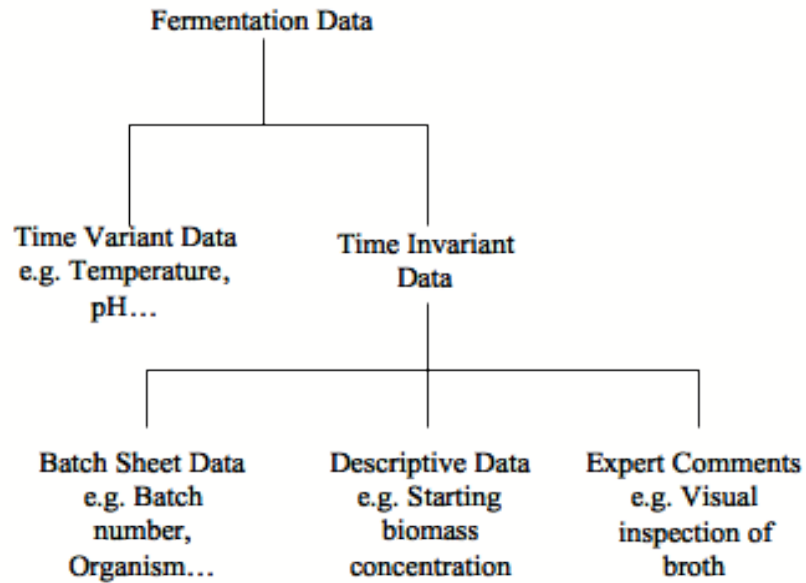 Fermentation Data
Time Variant Data
e.g. Temperature,
pH...
Time Invariant
Data
Batch Sheet Data
e.g. Batch
number,
Organism...
Descriptive Data
e.g. Starting
biomass
concentration
Expert Comments
e.g. Visual
inspection of
broth